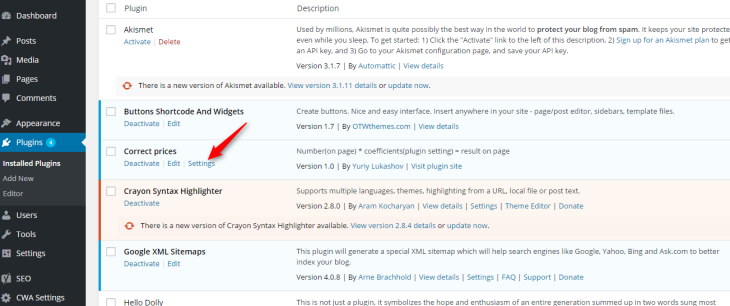 Dashboard
Posts
Media
Pages
Comments
Appearance
Plugins 4
Installed Plugins
Add New
Editor
Users
Tools
Settings
SEO
CWA Settings
Plugin Description
Akismet
Activate | Delete
Used by millions, Akismet is quite possibly the best way in the world to protect your blog from spam. It keeps your site protecte
even while you sleep. To get started: 1) Click the "Activate" link to the left of this description, 2) Sign up for an Akismet plan to get
an API key, and 3) Go to your Akismet configuration page, and save your API key.
Version 3.1.7 | By Automattic | View details
There is a new version of Akismet available. View version 3.1.11 details or update now.
Buttons Shortcode And Widgets
Deactivate | Edit
Create buttons. Nice and easy interface. Insert anywhere in your site - page/post editor, sidebars, template files.
Version 1.7 | By OTWthemes.com | View details
Correct prices
Deactivate | Edit | Settings
Number(on page) * coefficients(plugin setting) = result on page
Version 1.0 | By Yuriy Lukashov | Visit plugin site
Crayon Syntax Highlighter
Deactivate
Supports multiple languages, themes, highlighting from a URL, local file or post text.
Version 2.8.0 | By Aram Kocharyan | View details | Settings | Theme Editor | Donate
There is a new version of Crayon Syntax Highlighter available. View version 2.8.4 details or update now.
Google XML Sitemaps
Deactivate | Edit
This plugin will generate a special XML sitemap which will help search engines like Google, Yahoo, Bing and Ask.com to better
index your blog.
Version 4.0.8 | By Arne Brachhold | View details | Settings | FAQ | Support | Donate
Hello Dolly
This is not just a plugin, it symbolizes the hope and enthusiasm of an entire generation summed up in two words sung most